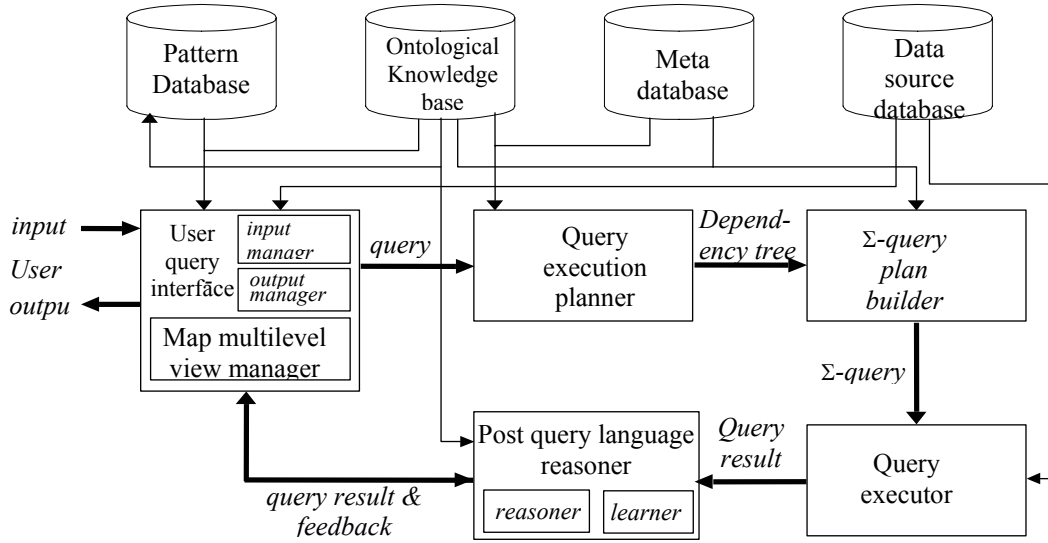 Pattern
Database
Ontological
Knowledge
base
Meta
database
Data
source
database
input
User
outpu
User
query
interface
input
manager
output
manager
Map multilevel
view manager
query
Query
execution
planner
Depend-
ency tree
Σ-query
plan
builder
Σ-query
Post query language
reasoner
reasoner
learner
Query
result
Query
executor
query result &
feedback